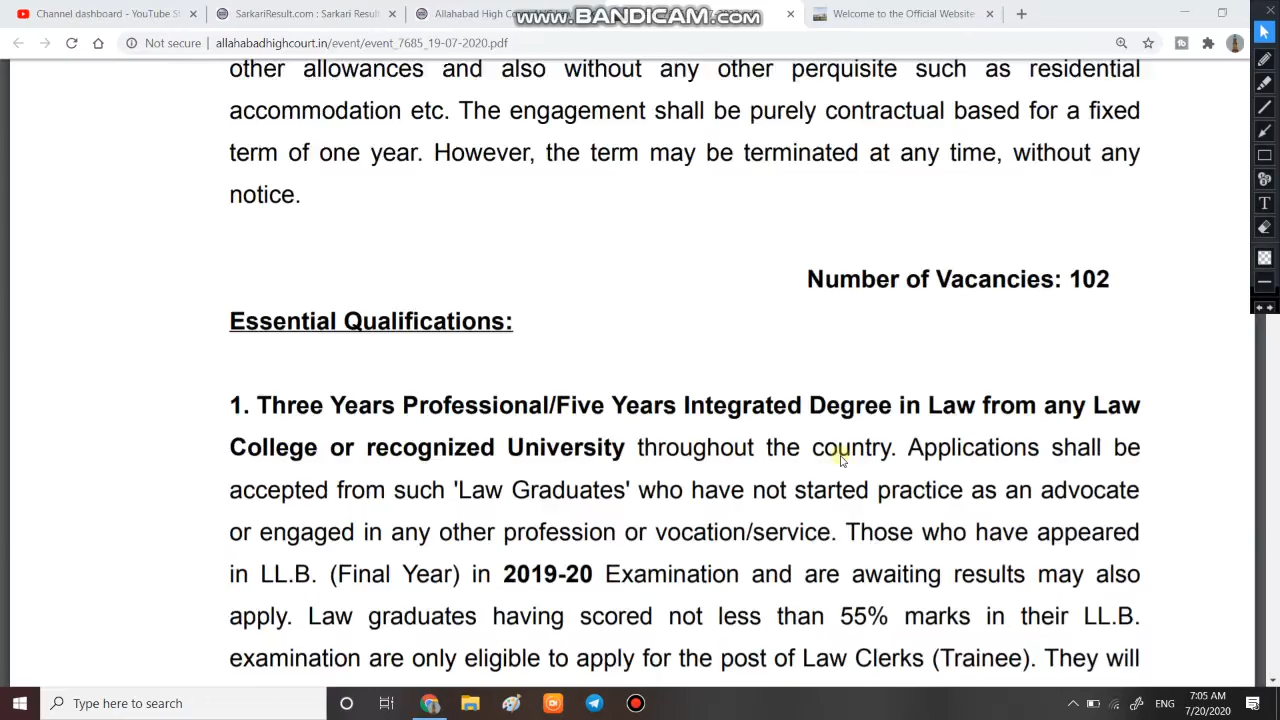 Channel dashboard - YouTube St
SarkariResult.com : Sarkari Result
Allahabad High Co
www.BANDICAM.com
Welcome to the Official Website
Not secure
allahabadhighcourt.in/event/event_7685_19-07-2020.pdf
other allowances and also without any other perquisite such as residential
accommodation etc. The engagement shall be purely contractual based for a fixed
term of one year. However, the term may be terminated at any time, without any
notice.
Number of Vacancies: 102
Essential Qualifications:
1. Three Years Professional/Five Years Integrated Degree in Law from any Law
College or recognized University throughout the country. Applications shall be
accepted from such 'Law Graduates' who have not started practice as an advocate
or engaged in any other profession or vocation/service. Those who have appeared
in LL.B. (Final Year) in 2019-20 Examination and are awaiting results may also
apply. Law graduates having scored not less than 55% marks in their LL.B.
examination are only eligible to apply for the post of Law Clerks (Trainee). They will
Type here to search
ENG
7:05 AM
7/20/2020